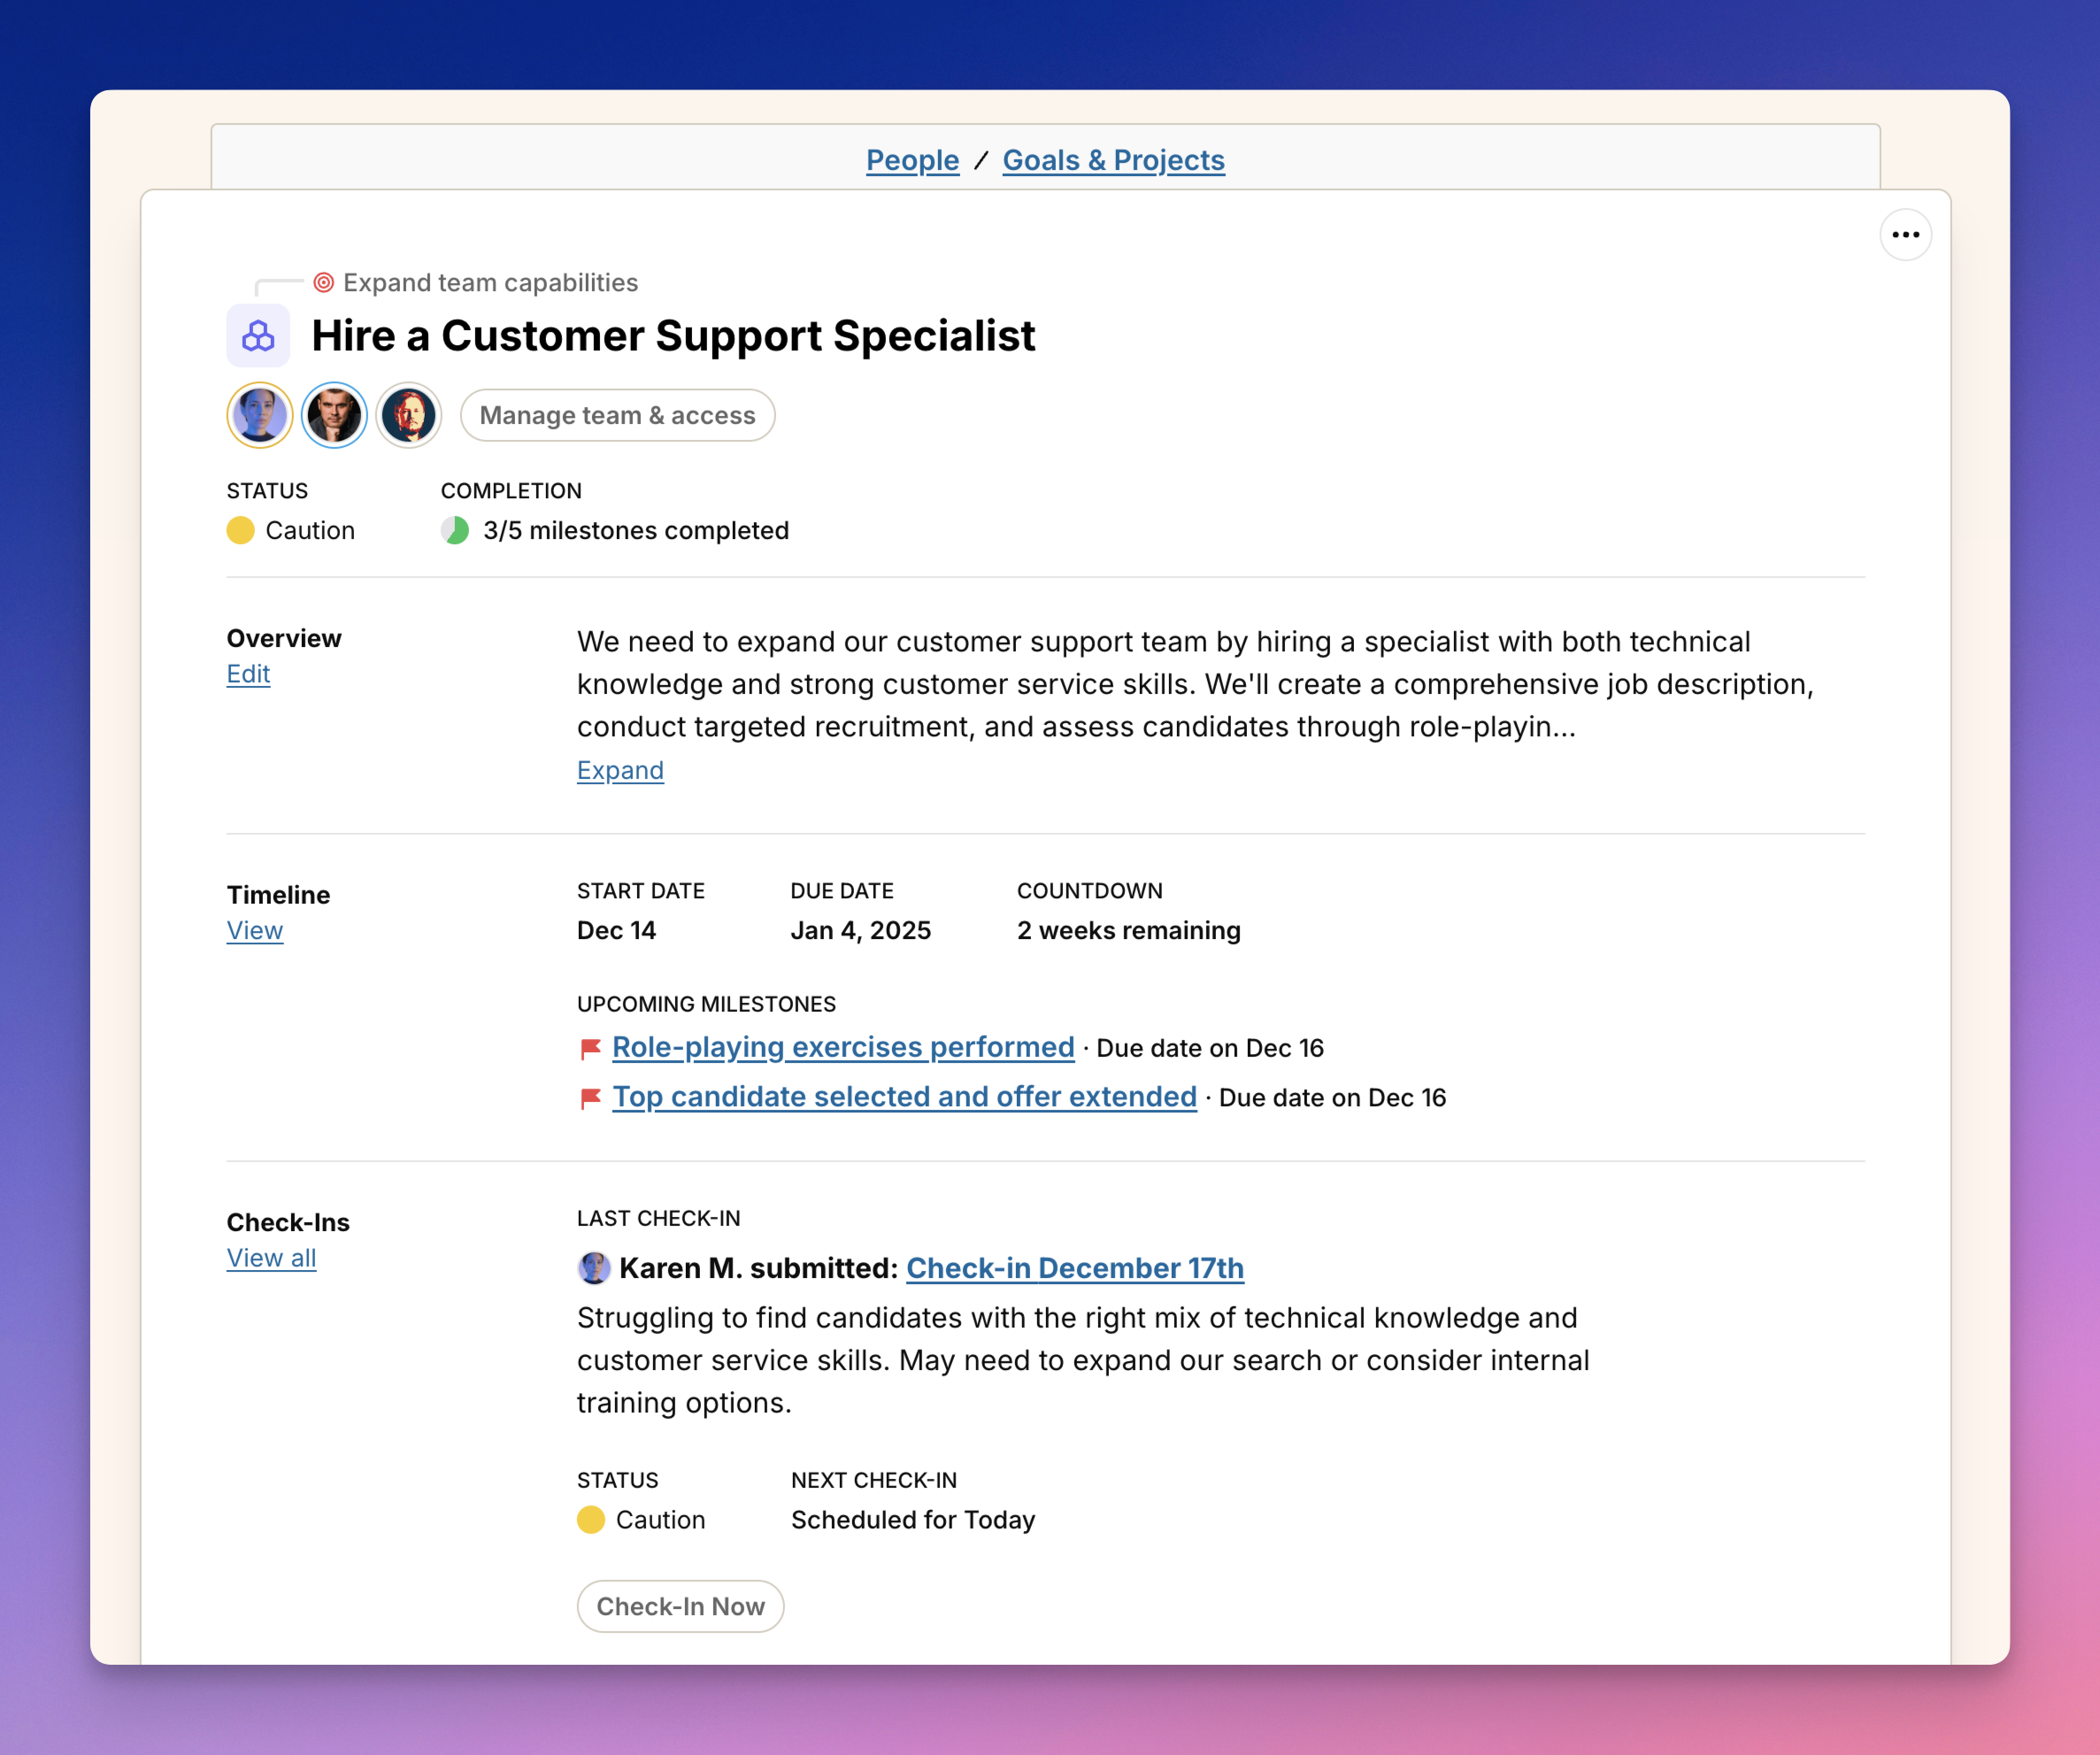 People / Goals & Projects
Expand team capabilities
Hire a Customer Support Specialist
Manage team & access
STATUS COMPLETION
Caution 3/5 milestones completed
Overview
Edit
We need to expand our customer support team by hiring a specialist with both technical
knowledge and strong customer service skills. We'll create a comprehensive job description,
conduct targeted recruitment, and assess candidates through role-playin...
Expand
Timeline
View
START DATE DUE DATE COUNTDOWN
Dec 14 Jan 4, 2025 2 weeks remaining
UPCOMING MILESTONES
Role-playing exercises performed · Due date on Dec 16
Top candidate selected and offer extended · Due date on Dec 16
Check-Ins
View all
LAST CHECK-IN
Karen M. submitted: Check-in December 17th
Struggling to find candidates with the right mix of technical knowledge and
customer service skills. May need to expand our search or consider internal
training options.
STATUS NEXT CHECK-IN
Caution Scheduled for Today
Check-In Now